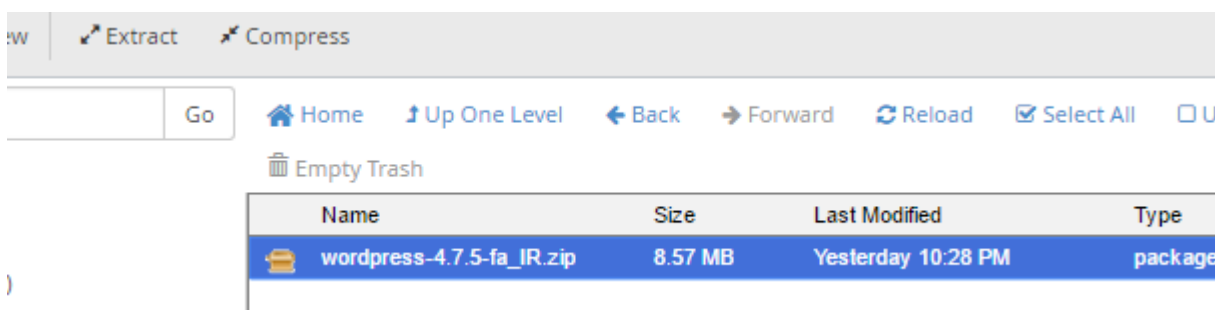 Extract Compress
Go Home Up One Level Back Forward Reload Select All
Empty Trash
Name Size Last Modified Type
wordpress-4.7.5-fa_IR.zip 8.57 MB Yesterday 10:28 PM package
)